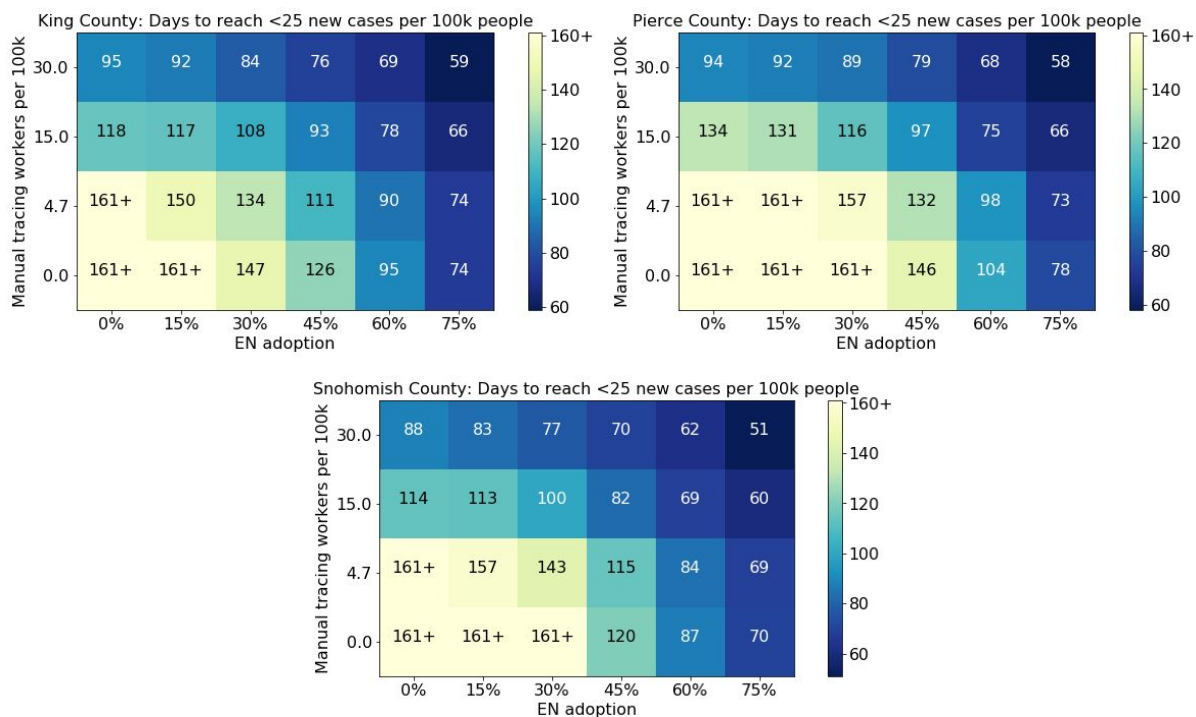 King County: Days to reach <25 new cases per 100k people
Manual tracing workers per 100k
30.0 95 92 84 76 69 59
15.0 118 117 108 93 78 66
4.7 161+ 150 134 111 90 74
0.0 161+ 161+ 147 126 95 74
0% 15% 30% 45% 60% 75%
EN adoption
160+
140
120
100
80
60
Pierce County: Days to reach <25 new cases per 100k people
Manual tracing workers per 100k
30.0 94 92 89 79 68 58
15.0 134 131 116 97 75 66
4.7 161+ 161+ 157 132 98 73
0.0 161+ 161+ 161+ 146 104 78
0% 15% 30% 45% 60% 75%
EN adoption
160+
140
120
100
80
60
Snohomish County: Days to reach <25 new cases per 100k people
Manual tracing workers per 100k
30.0 88 83 77 70 62 51
15.0 114 113 100 82 69 60
4.7 161+ 157 143 115 84 69
0.0 161+ 161+ 161+ 120 87 70
0% 15% 30% 45% 60% 75%
EN adoption
160+
140
120
100
80
60